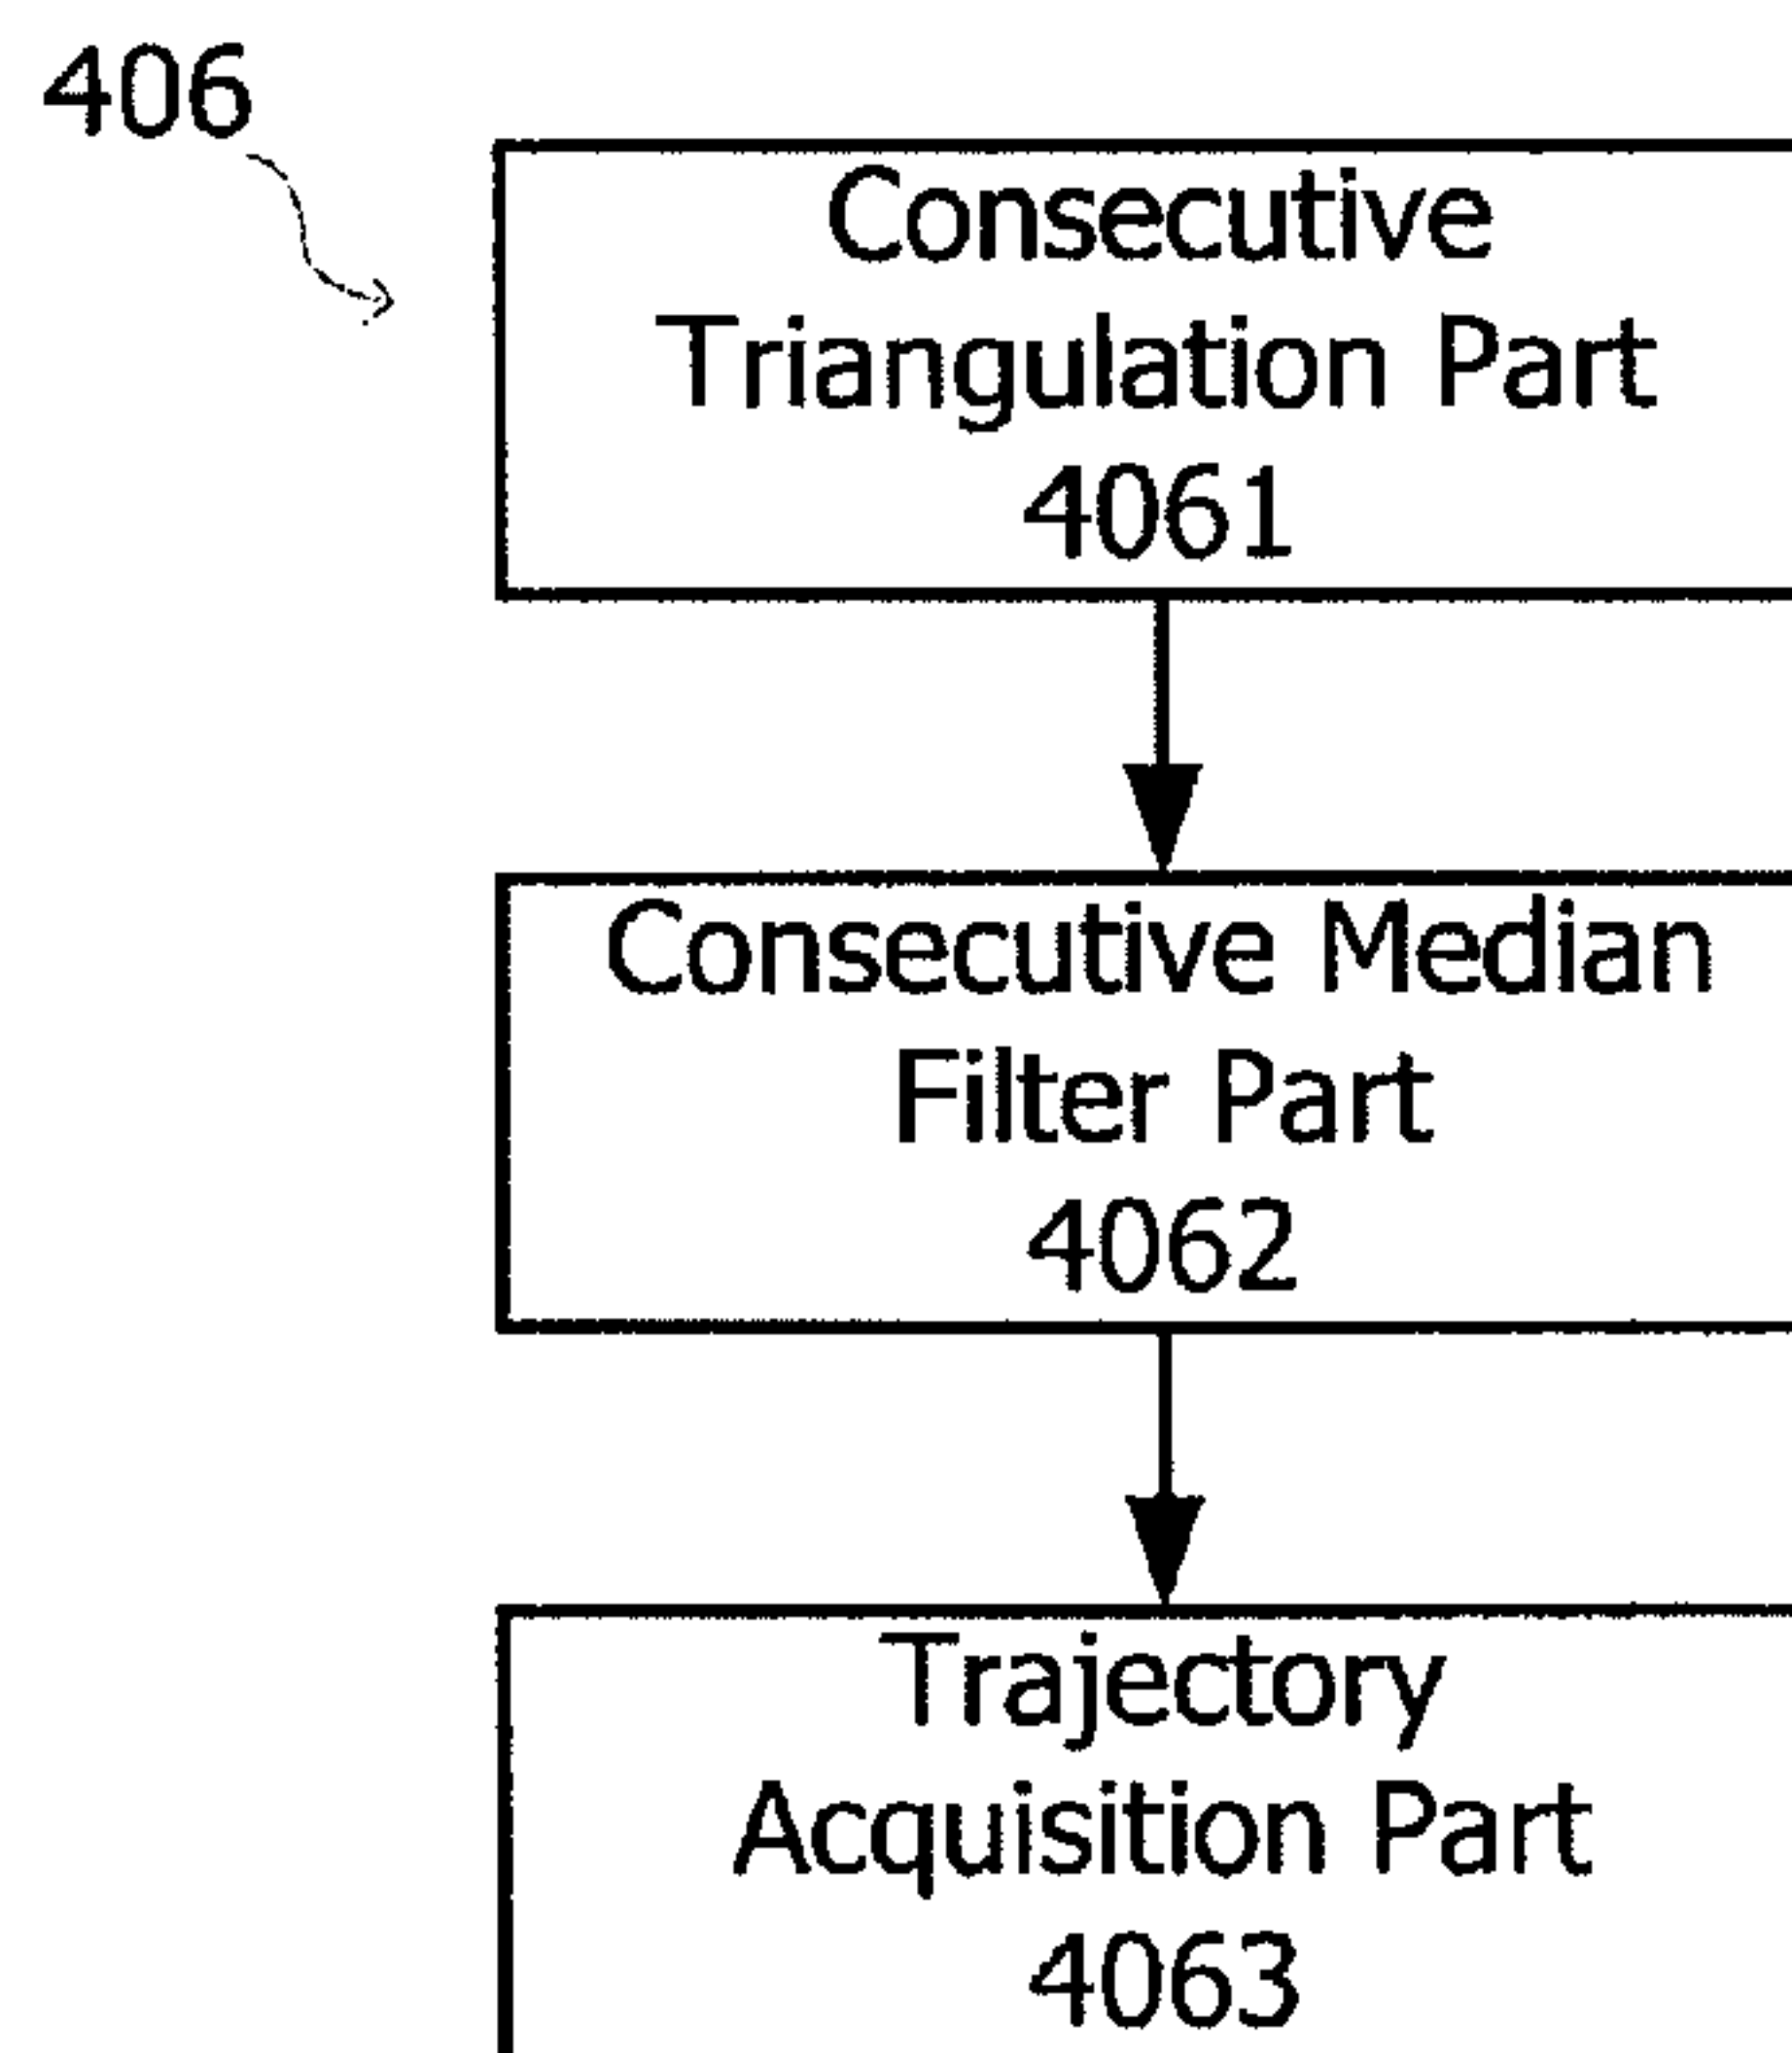 406
Consecutive
Triangulation Part
4061
Consecutive Median
Filter Part
4062
Trajectory
Acquisition Part
4063